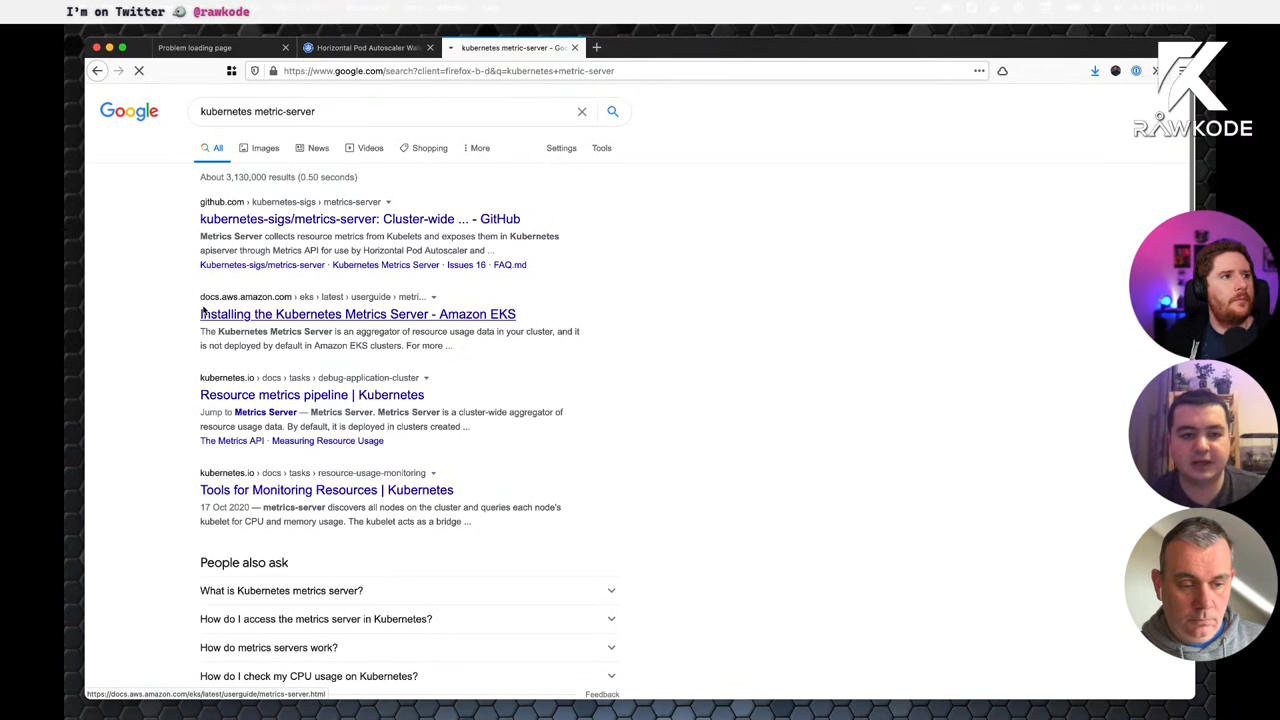 I'm on Twitter @rawkode
Problem loading page
Horizontal Pod Autoscaler Wal
kubernetes metric-server - Goo
https://www.google.com/search?client=firefox-b-d&q=kubernetes+metric-server
RAWKODE
Google
kubernetes metric-server
All
Images
News
Videos
Shopping
More
Settings
Tools
About 3,130,000 results (0.50 seconds)
github.com › kubernetes-sigs › metrics-server
kubernetes-sigs/metrics-server: Cluster-wide ... - GitHub
Metrics Server collects resource metrics from Kubelets and exposes them in Kubernetes
apiserver through Metrics API for use by Horizontal Pod Autoscaler and ...
Kubernetes-sigs/metrics-server · Kubernetes Metrics Server · Issues 16 · FAQ.md
docs.aws.amazon.com › eks › latest › userguide › metri...
Installing the Kubernetes Metrics Server - Amazon EKS
The Kubernetes Metrics Server is an aggregator of resource usage data in your cluster, and it
is not deployed by default in Amazon EKS clusters. For more ...
kubernetes.io › docs › tasks › debug-application-cluster
Resource metrics pipeline | Kubernetes
Jump to Metrics Server — Metrics Server. Metrics Server is a cluster-wide aggregator of
resource usage data. By default, it is deployed in clusters created ...
The Metrics API · Measuring Resource Usage
kubernetes.io › docs › tasks › resource-usage-monitoring
Tools for Monitoring Resources | Kubernetes
17 Oct 2020 — metrics-server discovers all nodes on the cluster and queries each node's
kubelet for CPU and memory usage. The kubelet acts as a bridge ...
People also ask
What is Kubernetes metrics server?
How do I access the metrics server in Kubernetes?
How do metrics servers work?
How do I check my CPU usage on Kubernetes?
https://docs.aws.amazon.com/eks/latest/userguide/metrics-server.html
Feedback